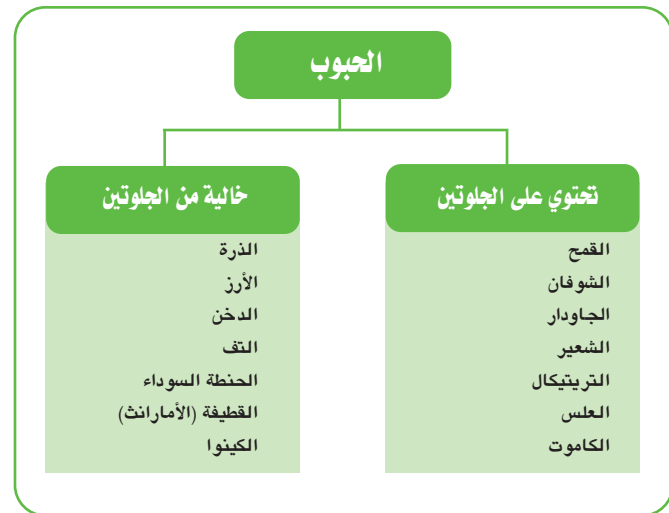 الحبوب
تحتوي على الجلوتين
القمح
الشوفان
الجاودار
الشعير
التريتيكال
العلس
الكاموت
خالية من الجلوتين
الذرة
الأرز
الدخن
التف
الحنطة السوداء
القطيفة (الأمارانث)
الكينوا